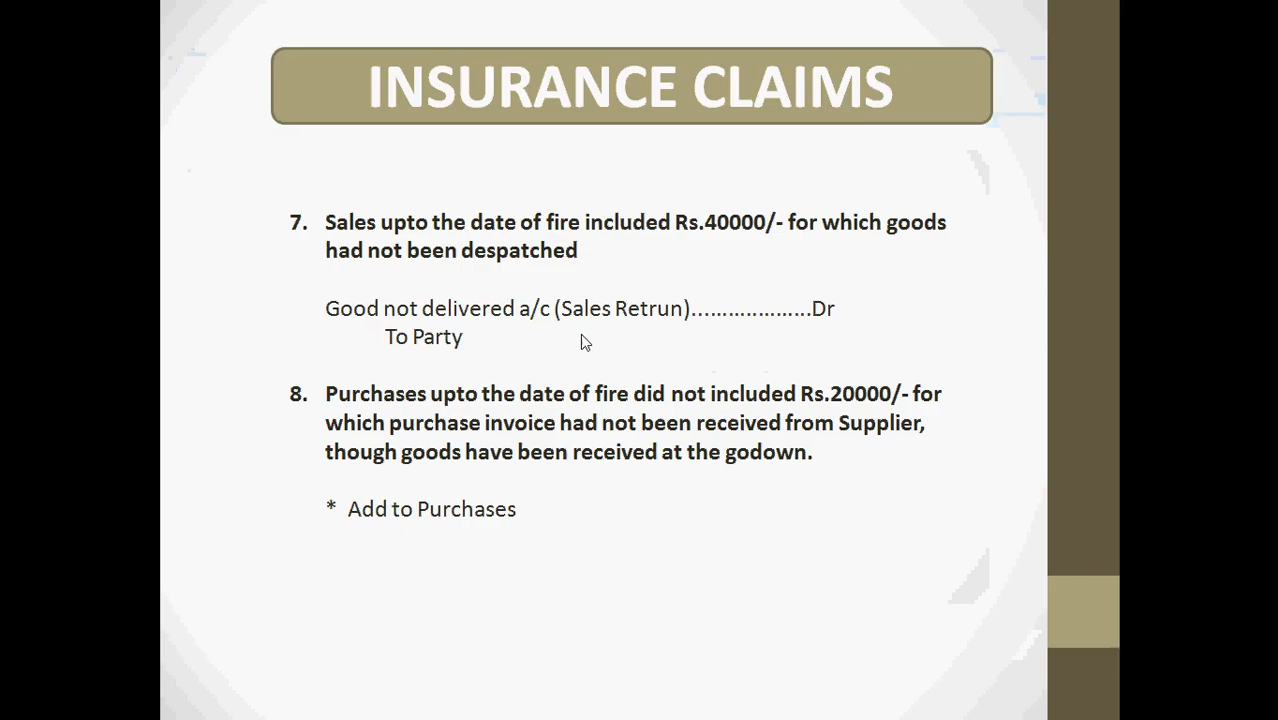 INSURANCE CLAIMS
7. Sales upto the date of fire included Rs.40000/- for which goods
had not been despatched
Good not delivered a/c (Sales Retrun)......................Dr
To Party
8. Purchases upto the date of fire did not included Rs.20000/- for
which purchase invoice had not been received from Supplier,
though goods have been received at the godown.
* Add to Purchases